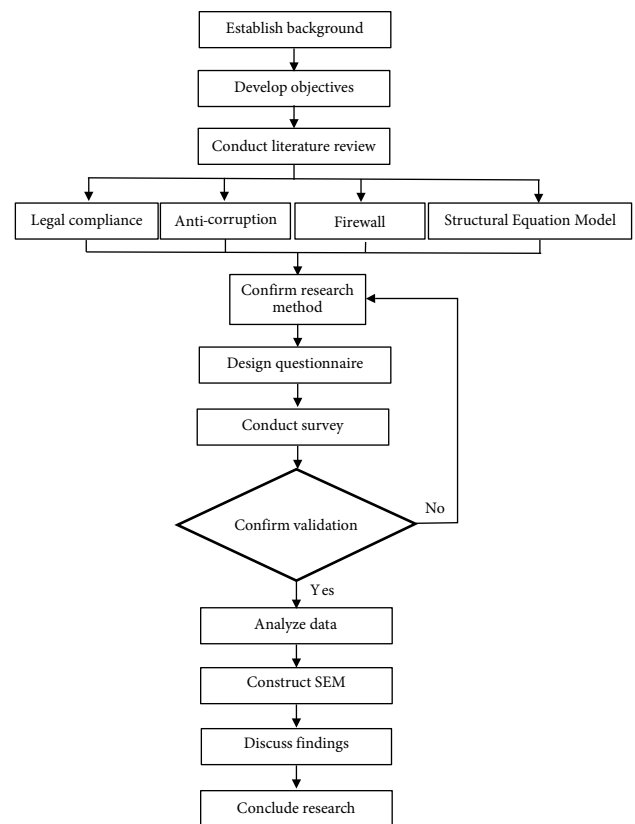 Establish background
Develop objectives
Conduct literature review
Legal compliance
Anti-corruption
Firewall
Structural Equation Model
Confirm research
method
Design questionnaire
Conduct survey
Confirm validation
No
Yes
Analyze data
Construct SEM
Discuss findings
Conclude research